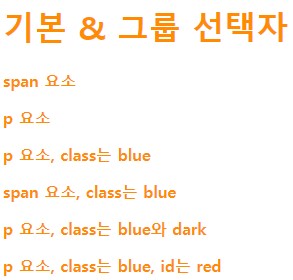 기본 & 그룹 선택자
span 요소
p 요소
p 요소, class는 blue
span 요소, class는 blue
p 요소, class는 blue와 dark
p 요소, class는 blue, id는 red